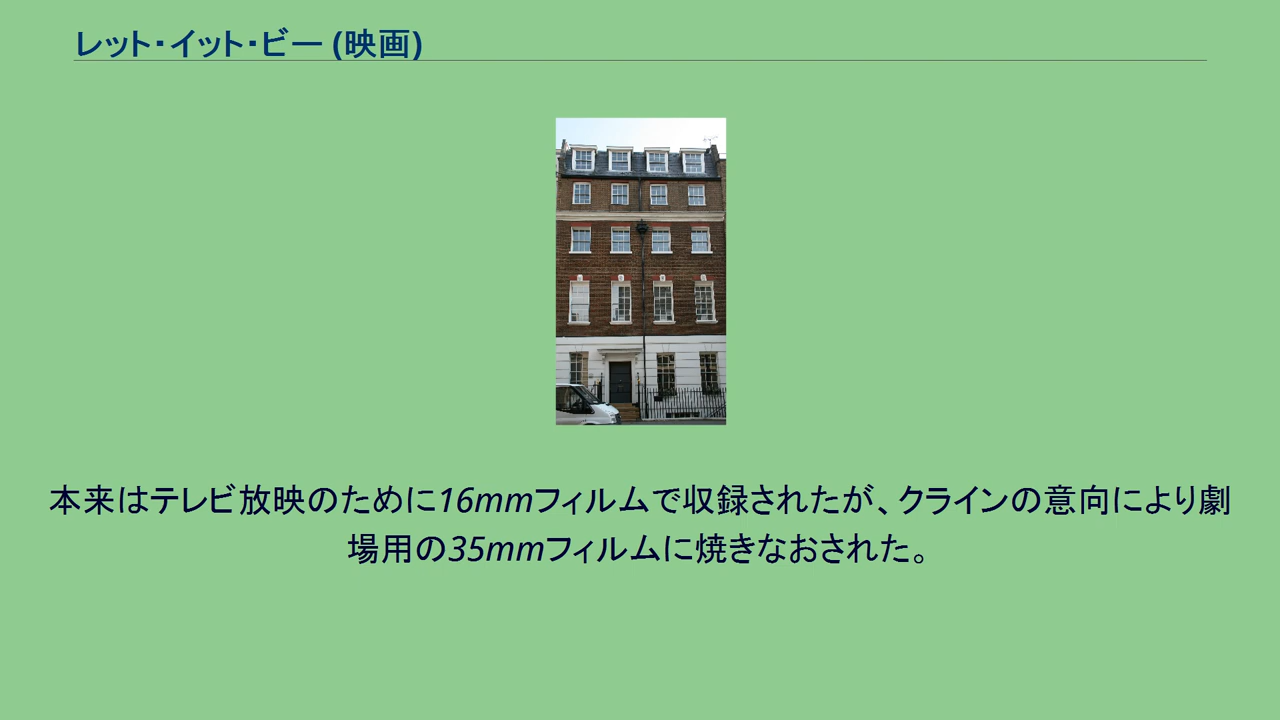 レット・イット・ビー (映画)
本来はテレビ放映のために16mmフィルムで収録されたが、クラインの意向により劇
場用の35mmフィルムに焼きなおされた。